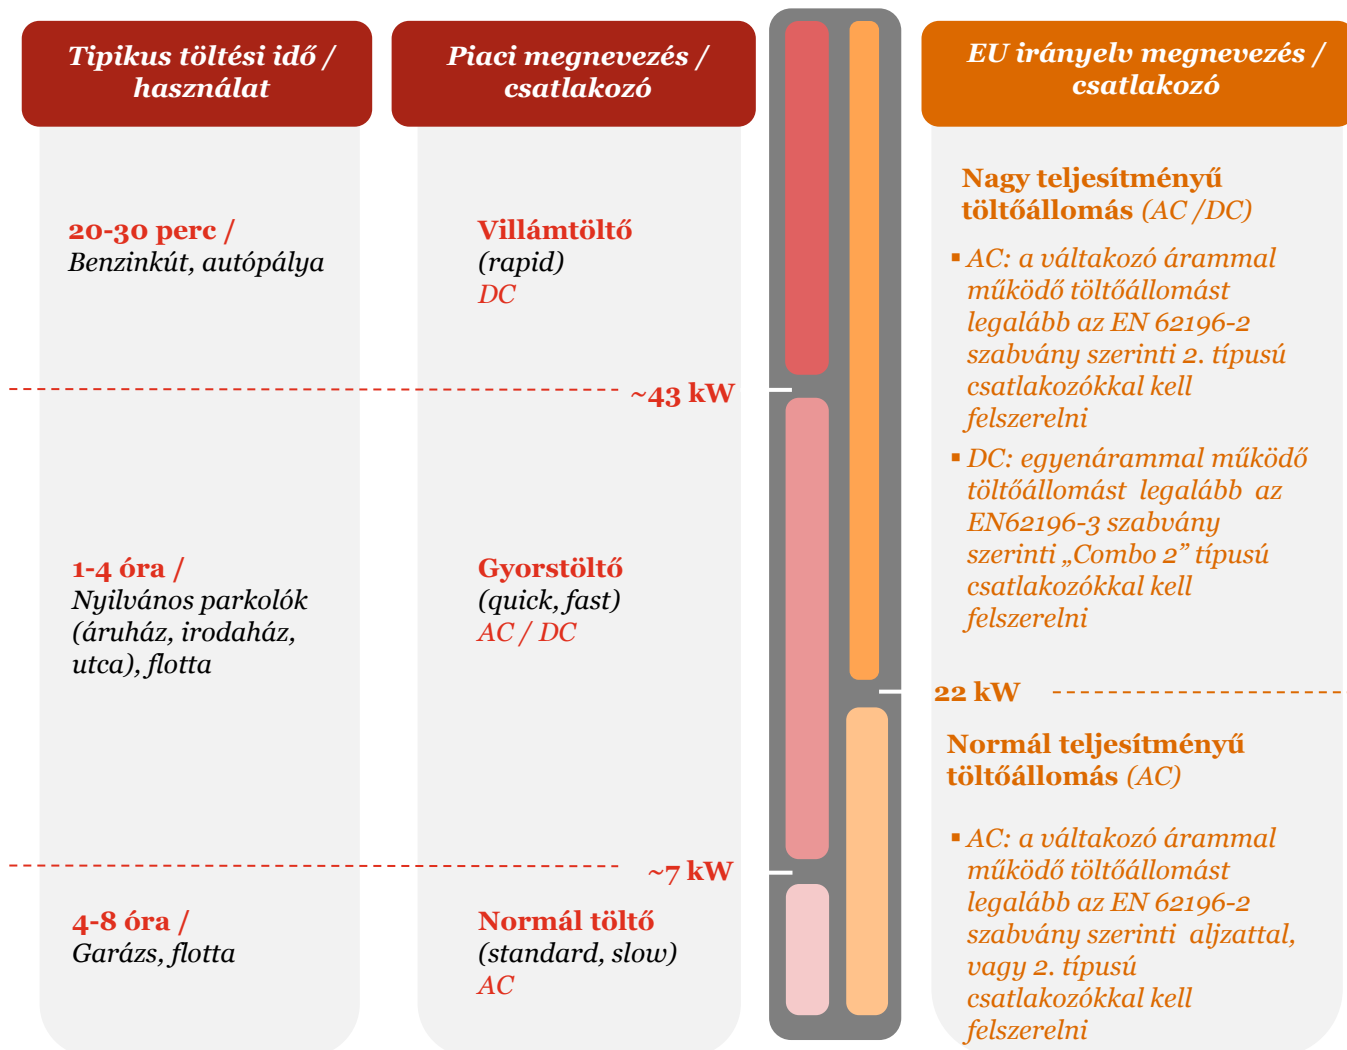 Tipikus töltési idő /
használat
Piaci megnevezés /
csatlakozó
EU irányelv megnevezés /
csatlakozó
20-30 perc /
Benzinkút, autópálya
Villámtöltő
(rapid)
DC
Nagy teljesítményű
töltőállomás (AC /DC)
▪ AC: a váltakozó árammal
működő töltőállomást
legalább az EN 62196-2
szabvány szerinti 2. típusú
csatlakozókkal kell
felszerelni
~43 kW
▪ DC: egyenárammal működő
töltőállomást legalább az
EN62196-3 szabvány
szerinti „Combo 2” típusú
csatlakozókkal kell
felszerelni
1-4 óra /
Nyilvános parkolók
(áruház, irodaház,
utca), flotta
Gyorstöltő
(quick, fast)
AC / DC
22 kW
Normál teljesítményű
töltőállomás (AC)
▪ AC: a váltakozó árammal
működő töltőállomást
legalább az EN 62196-2
szabvány szerinti aljzattal,
vagy 2. típusú
csatlakozókkal kell
felszerelni
~7 kW
4-8 óra /
Garázs, flotta
Normál töltő
(standard, slow)
AC